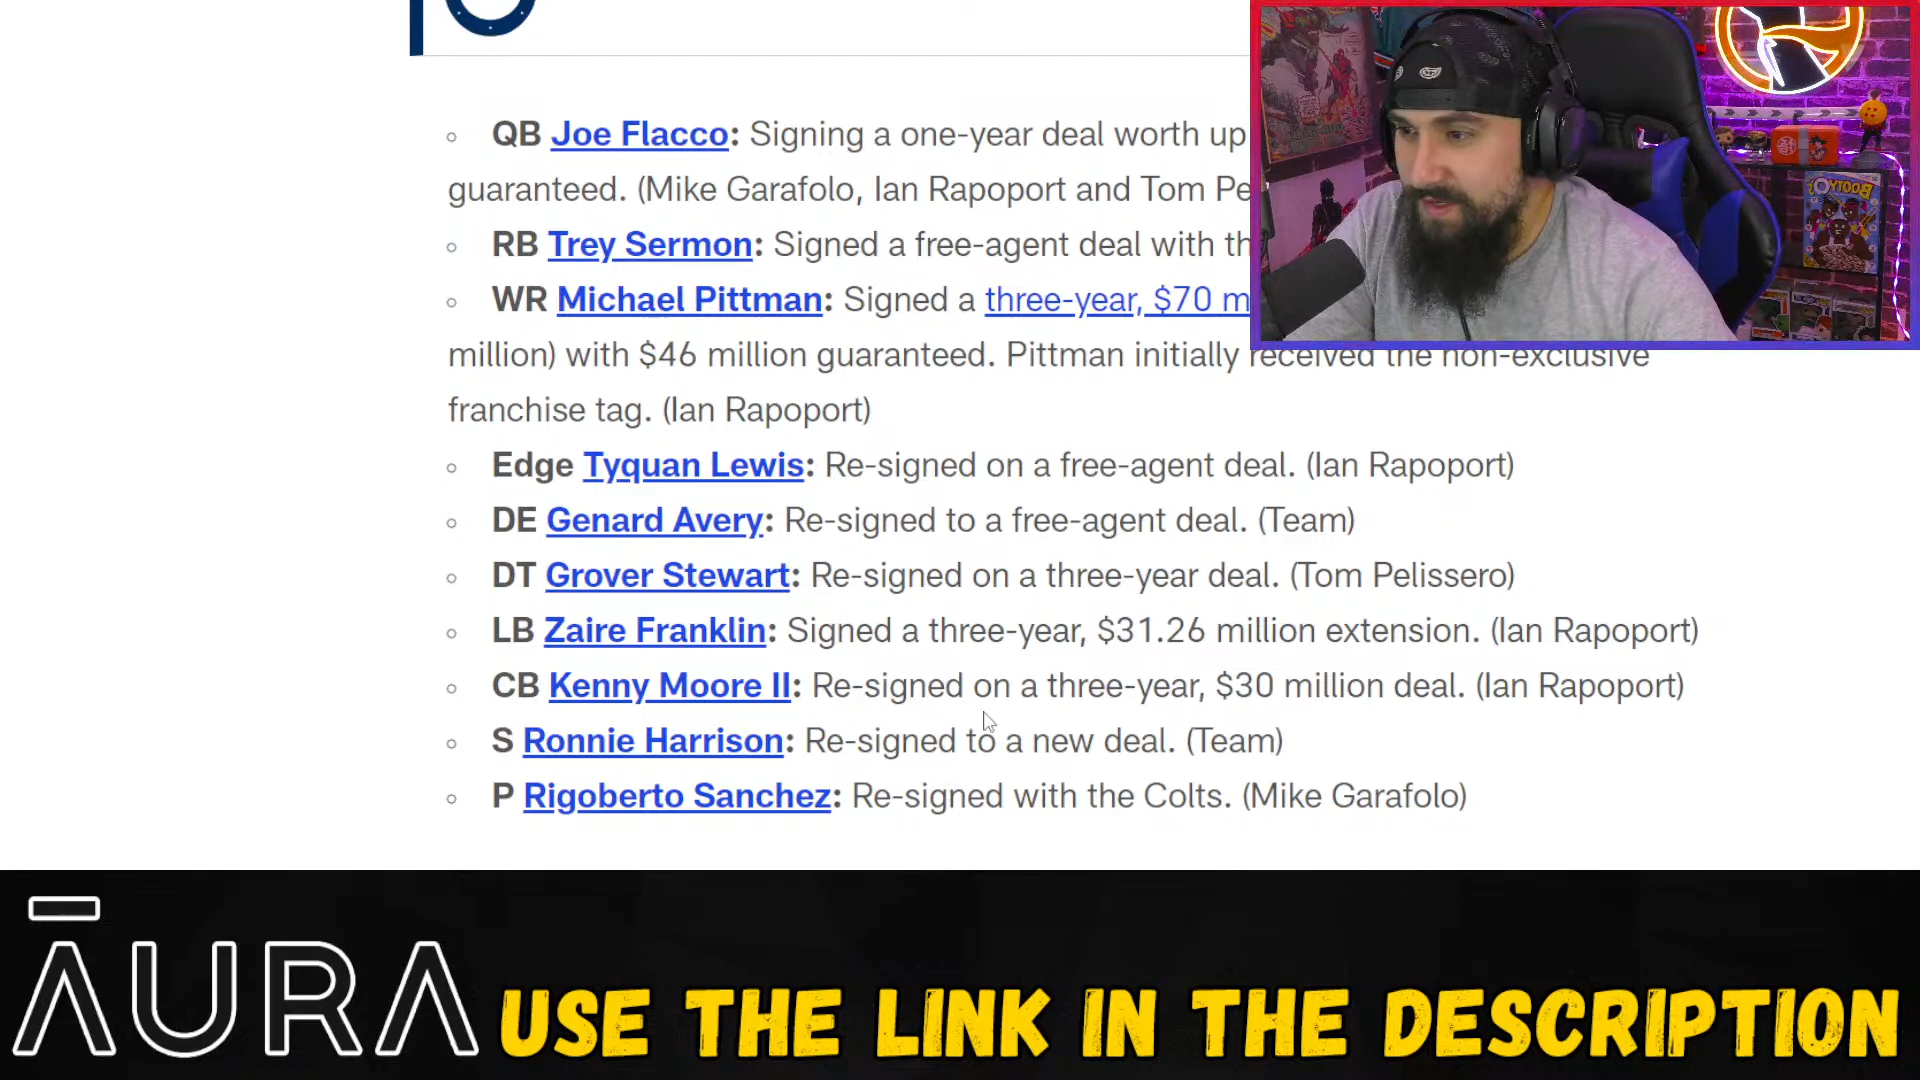 QB Joe Flacco: Signing a one-year deal worth up
guaranteed. (Mike Garafolo, Ian Rapoport and Tom Pe
RB Trey Sermon: Signed a free-agent deal with th
WR Michael Pittman: Signed a three-year, $70 m
million) with $46 million guaranteed. Pittman initially received the non-exclusive
franchise tag. (Ian Rapoport)
Edge Tyquan Lewis: Re-signed on a free-agent deal. (Ian Rapoport)
DE Genard Avery: Re-signed to a free-agent deal. (Team)
DT Grover Stewart: Re-signed on a three-year deal. (Tom Pelissero)
LB Zaire Franklin: Signed a three-year, $31.26 million extension. (Ian Rapoport)
CB Kenny Moore II: Re-signed on a three-year, $30 million deal. (Ian Rapoport)
S Ronnie Harrison: Re-signed to a new deal. (Team)
P Rigoberto Sanchez: Re-signed with the Colts. (Mike Garafolo)
ĀURA USE THE LINK IN THE DESCRIPTION